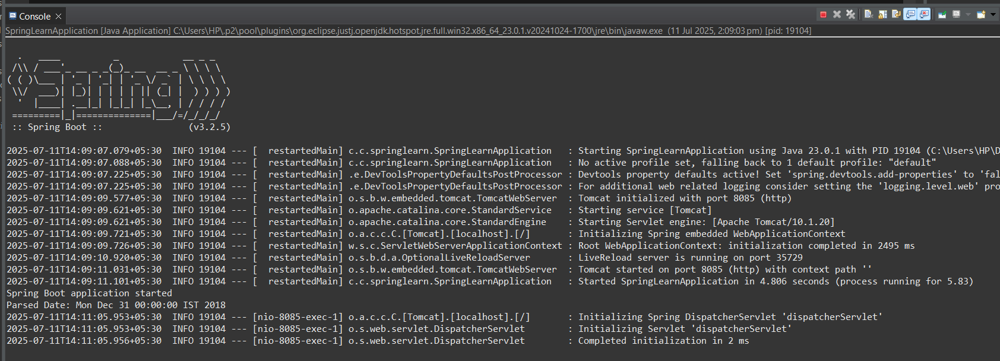 Console
SpringLearnApplication [Java Application] C:\Users\HP\.p2\pool\plugins\org.eclipse.justj.openjdk.hotspot.jre.full.win32.x86_64_23.0.1.v20241024-1700\jre\bin\javaw.exe  (11 Jul 2025, 2:09:03 pm) [pid: 19104]
  .   ____          _            __ _ _
 /\\ / ___'_ __ _ _(_)_ __  __ _ \ \ \ \
( ( )\___ | '_ | '_| | '_ \/ _` | \ \ \ \
 \\/  ___)| |_)| | | | | || (_| |  ) ) ) )
  '  |____| .__|_| |_|_| |_\__, | / / / /
 =========|_|==============|___/=/_/_/_/
 :: Spring Boot ::                (v3.2.5)
2025-07-11T14:09:07.079+05:30  INFO 19104 --- [  restartedMain] c.c.springlearn.SpringLearnApplication   : Starting SpringLearnApplication using Java 23.0.1 with PID 19104 (C:\Users\HP\D
2025-07-11T14:09:07.088+05:30  INFO 19104 --- [  restartedMain] c.c.springlearn.SpringLearnApplication   : No active profile set, falling back to 1 default profile: "default"
2025-07-11T14:09:07.225+05:30  INFO 19104 --- [  restartedMain] .e.DevToolsPropertyDefaultsPostProcessor : Devtools property defaults active! Set 'spring.devtools.add-properties' to 'fal
2025-07-11T14:09:07.225+05:30  INFO 19104 --- [  restartedMain] .e.DevToolsPropertyDefaultsPostProcessor : For additional web related logging consider setting the 'logging.level.web' pro
2025-07-11T14:09:09.577+05:30  INFO 19104 --- [  restartedMain] o.s.b.w.embedded.tomcat.TomcatWebServer  : Tomcat initialized with port 8085 (http)
2025-07-11T14:09:09.621+05:30  INFO 19104 --- [  restartedMain] o.apache.catalina.core.StandardService   : Starting service [Tomcat]
2025-07-11T14:09:09.621+05:30  INFO 19104 --- [  restartedMain] o.apache.catalina.core.StandardEngine    : Starting Servlet engine: [Apache Tomcat/10.1.20]
2025-07-11T14:09:09.721+05:30  INFO 19104 --- [  restartedMain] o.a.c.c.C.[Tomcat].[localhost].[/]       : Initializing Spring embedded WebApplicationContext
2025-07-11T14:09:09.726+05:30  INFO 19104 --- [  restartedMain] w.s.c.ServletWebServerApplicationContext : Root WebApplicationContext: initialization completed in 2495 ms
2025-07-11T14:09:10.920+05:30  INFO 19104 --- [  restartedMain] o.s.b.d.a.OptionalLiveReloadServer       : LiveReload server is running on port 35729
2025-07-11T14:09:11.031+05:30  INFO 19104 --- [  restartedMain] o.s.b.w.embedded.tomcat.TomcatWebServer  : Tomcat started on port 8085 (http) with context path ''
2025-07-11T14:09:11.101+05:30  INFO 19104 --- [  restartedMain] c.c.springlearn.SpringLearnApplication   : Started SpringLearnApplication in 4.806 seconds (process running for 5.83)
Spring Boot application started
Parsed Date: Mon Dec 31 00:00:00 IST 2018
2025-07-11T14:11:05.953+05:30  INFO 19104 --- [nio-8085-exec-1] o.a.c.c.C.[Tomcat].[localhost].[/]       : Initializing Spring DispatcherServlet 'dispatcherServlet'
2025-07-11T14:11:05.953+05:30  INFO 19104 --- [nio-8085-exec-1] o.s.web.servlet.DispatcherServlet        : Initializing Servlet 'dispatcherServlet'
2025-07-11T14:11:05.956+05:30  INFO 19104 --- [nio-8085-exec-1] o.s.web.servlet.DispatcherServlet        : Completed initialization in 2 ms